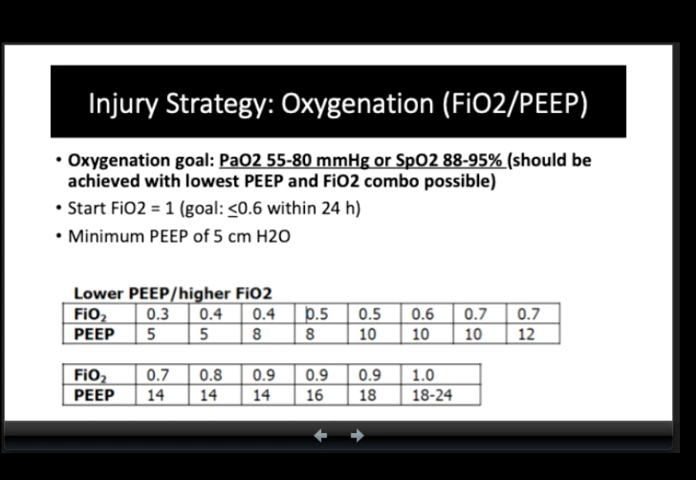 Injury Strategy: Oxygenation (FiO2/PEEP)
• Oxygenation goal: PaO2 55-80 mmHg or SpO2 88-95% (should be
achieved with lowest PEEP and FiO2 combo possible)
• Start FiO2 = 1 (goal: ≤0.6 within 24 h)
• Minimum PEEP of 5 cm H2O
Lower PEEP/higher FiO2
FiO₂ 0.3 0.4 0.4 0.5 0.5 0.6 0.7 0.7
PEEP 5 5 8 8 10 10 10 12
FiO₂ 0.7 0.8 0.9 0.9 0.9 1.0
PEEP 14 14 14 16 18 18-24